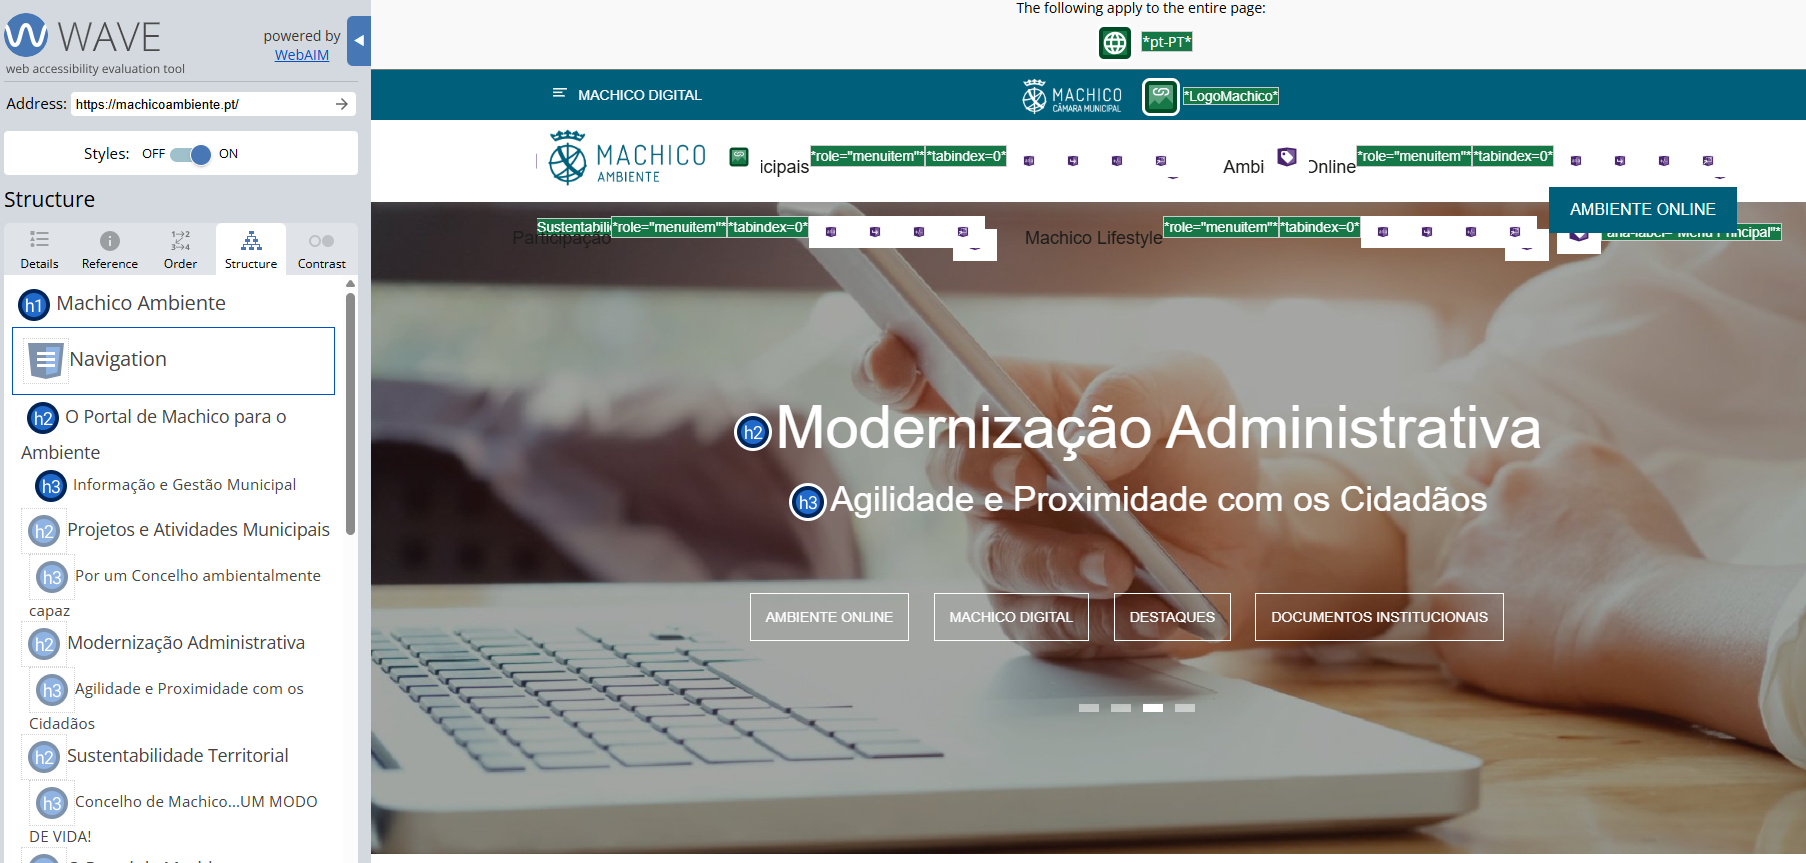 WAVE
web accessibility evaluation tool
powered by
WebAIM
Address: https://machicoambiente.pt/
Styles: OFF ON
Structure
Details Reference Order Structure Contrast
h1 Machico Ambiente
Navigation
h2 O Portal de Machico para o
Ambiente
h3 Informação e Gestão Municipal
h2 Projetos e Atividades Municipais
h3 Por um Concelho ambientalmente
capaz
h2 Modernização Administrativa
h3 Agilidade e Proximidade com os
Cidadãos
h2 Sustentabilidade Territorial
h3 Concelho de Machico...UM MODO
DE VIDA!
The following apply to the entire page:
*pt-PT*
MACHICO DIGITAL
MACHICO
CÂMARA MUNICIPAL
*LogoMachico*
MACHICO
AMBIENTE
icipais *role="menuitem"* *tabindex=0*
Ambi Online *role="menuitem"* *tabindex=0*
AMBIENTE ONLINE
Sustentabili *role="menuitem"* *tabindex=0*
Participação
Machico Lifestyle *role="menuitem"* *tabindex=0*
aria-label="Menu Principal"*
h2 Modernização Administrativa
h3 Agilidade e Proximidade com os Cidadãos
AMBIENTE ONLINE
MACHICO DIGITAL
DESTAQUES
DOCUMENTOS INSTITUCIONAIS